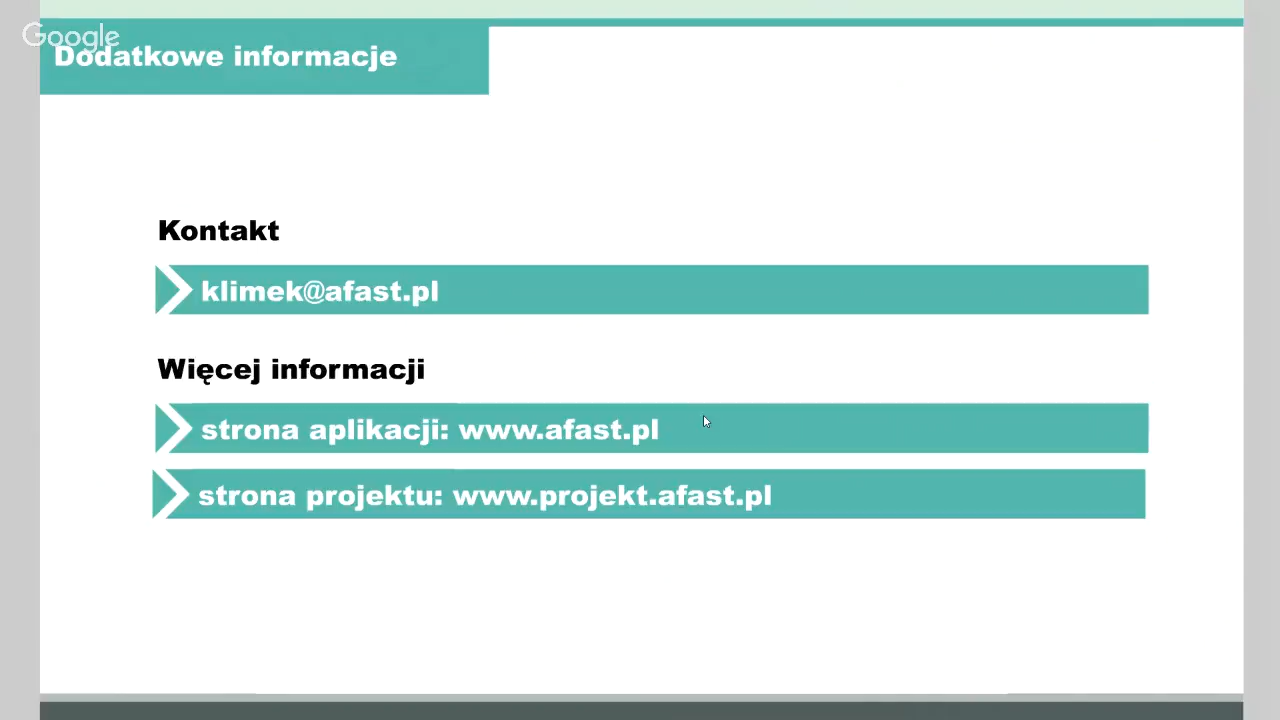 Google
Dodatkowe informacje
Kontakt
klimek@afast.pl
Więcej informacji
strona aplikacji: www.afast.pl
strona projektu: www.projekt.afast.pl